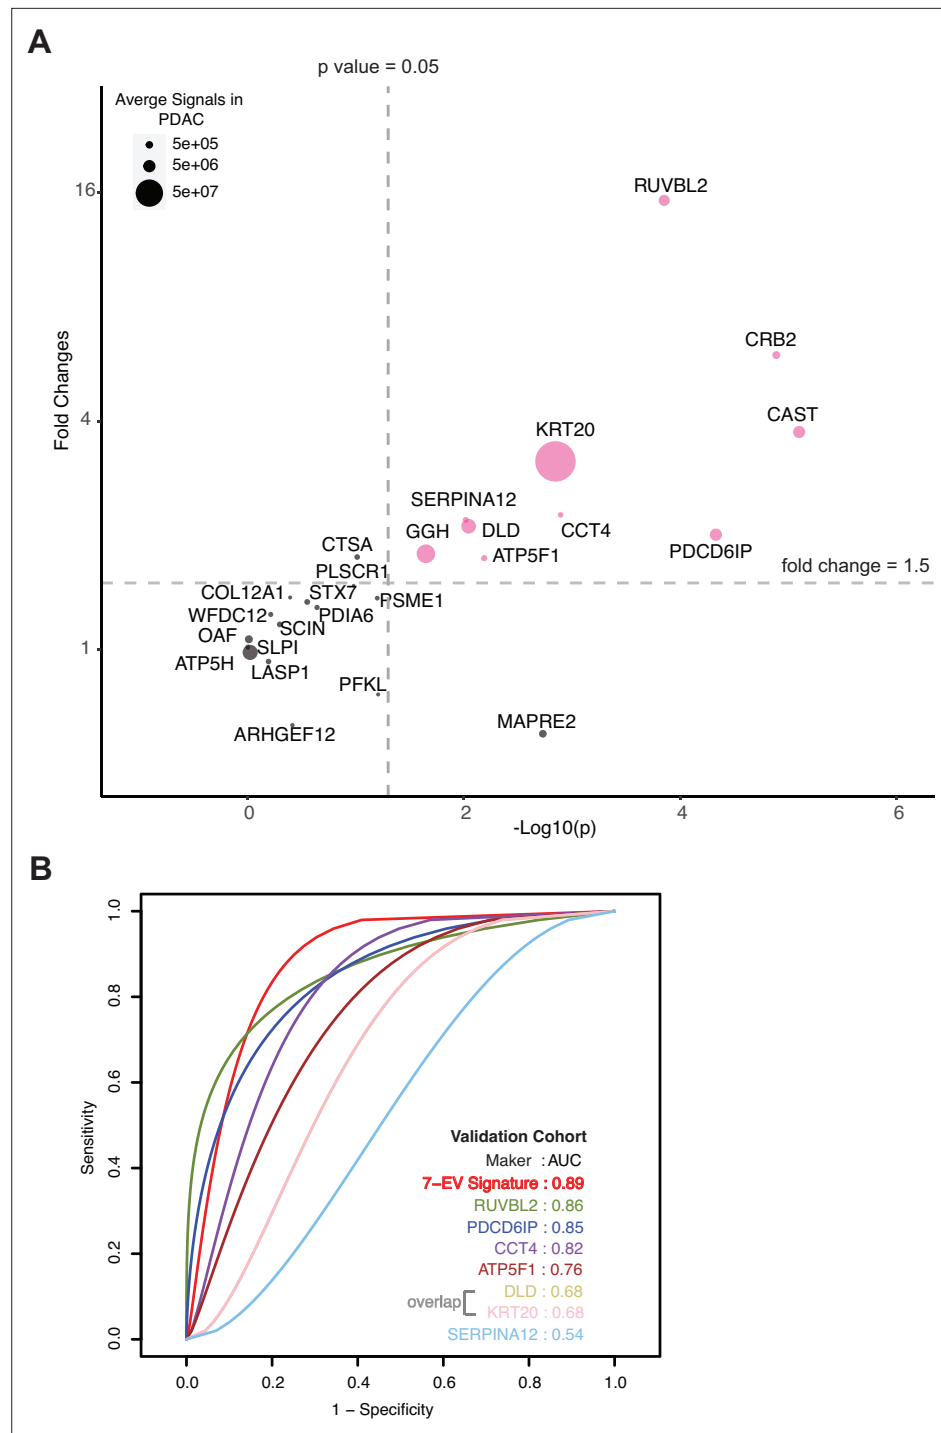 A
p value = 0.05
Averge Signals in
PDAC
5e+05
5e+06
5e+07
16
4
1
Fold Changes
RUVBL2
CRB2
CAST
KRT20
SERPINA12
GGH
DLD
CCT4
PDCD6IP
CTSA
ATP5F1
PLSCR1
fold change = 1.5
COL12A1
STX7
PSME1
WFDC12
PDIA6
SCIN
OAF
SLPI
ATP5H
LASP1
PFKL
ARHGEF12
MAPRE2
0
2
4
6
-Log10(p)
B
1.0
0.8
0.6
0.4
0.2
0.0
Sensitivity
Validation Cohort
Maker : AUC
7-EV Signature : 0.89
RUVBL2 : 0.86
PDCD6IP : 0.85
CCT4 : 0.82
ATP5F1 : 0.76
DLD : 0.68
overlap
KRT20 : 0.68
SERPINA12 : 0.54
0.0
0.2
0.4
0.6
0.8
1.0
1 - Specificity